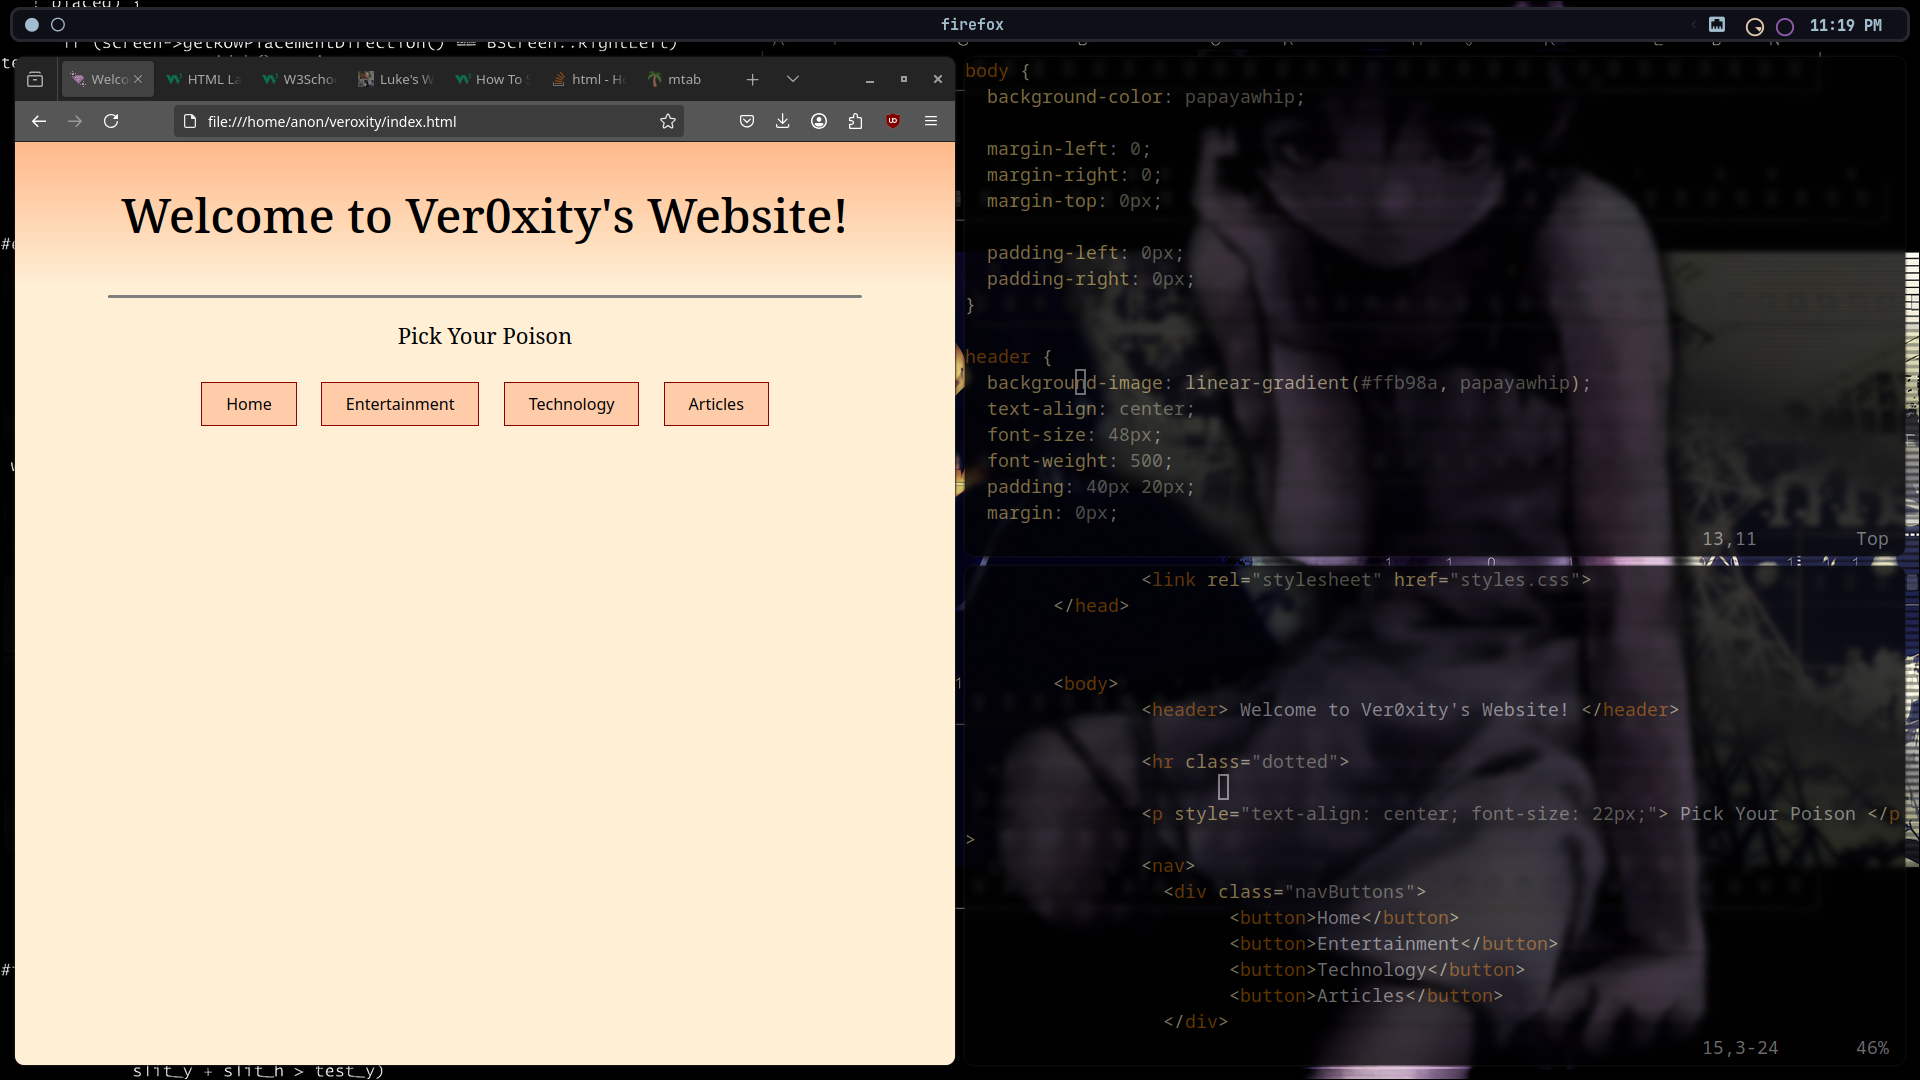 firefox
11:19 PM
if (screen->getRowPlacementDirection() == BScreen::RightLeft)
Welco
HTML La
W3Scho
Luke's W
How To
html - H
mtab
file:///home/anon/veroxity/index.html
Welcome to Ver0xity's Website!
Pick Your Poison
Home
Entertainment
Technology
Articles
slit_y + slit_h > test_y)
body {
background-color: papayawhip;
margin-left: 0;
margin-right: 0;
margin-top: 0px;
padding-left: 0px;
padding-right: 0px;
}
header {
background-image: linear-gradient(#ffb98a, papayawhip);
text-align: center;
font-size: 48px;
font-weight: 500;
padding: 40px 20px;
margin: 0px;
13,11 Top
<link rel="stylesheet" href="styles.css">
</head>
<body>
<header> Welcome to Ver0xity's Website! </header>
<hr class="dotted">
<p style="text-align: center; font-size: 22px;"> Pick Your Poison </p
>
<nav>
<div class="navButtons">
<button>Home</button>
<button>Entertainment</button>
<button>Technology</button>
<button>Articles</button>
</div>
15,3-24 46%